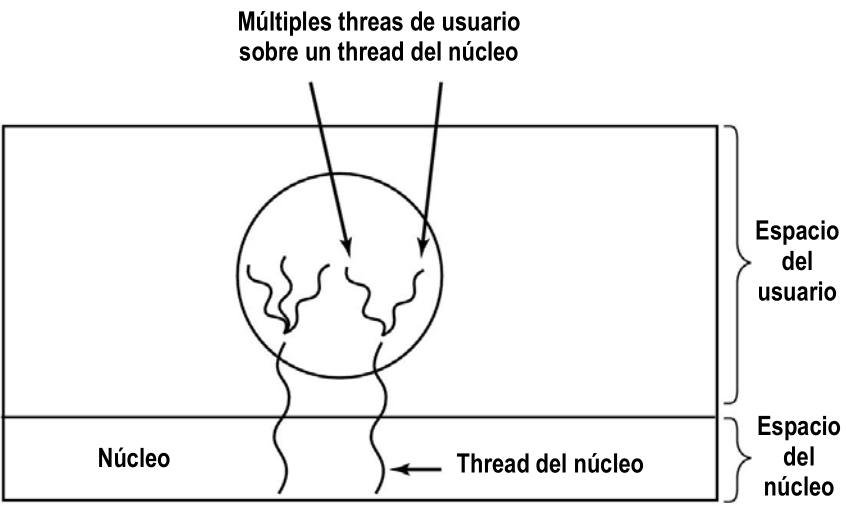 Múltiples threas de usuario
sobre un thread del núcleo
Espacio
del
usuario
Núcleo
Thread del núcleo
Espacio
del
núcleo